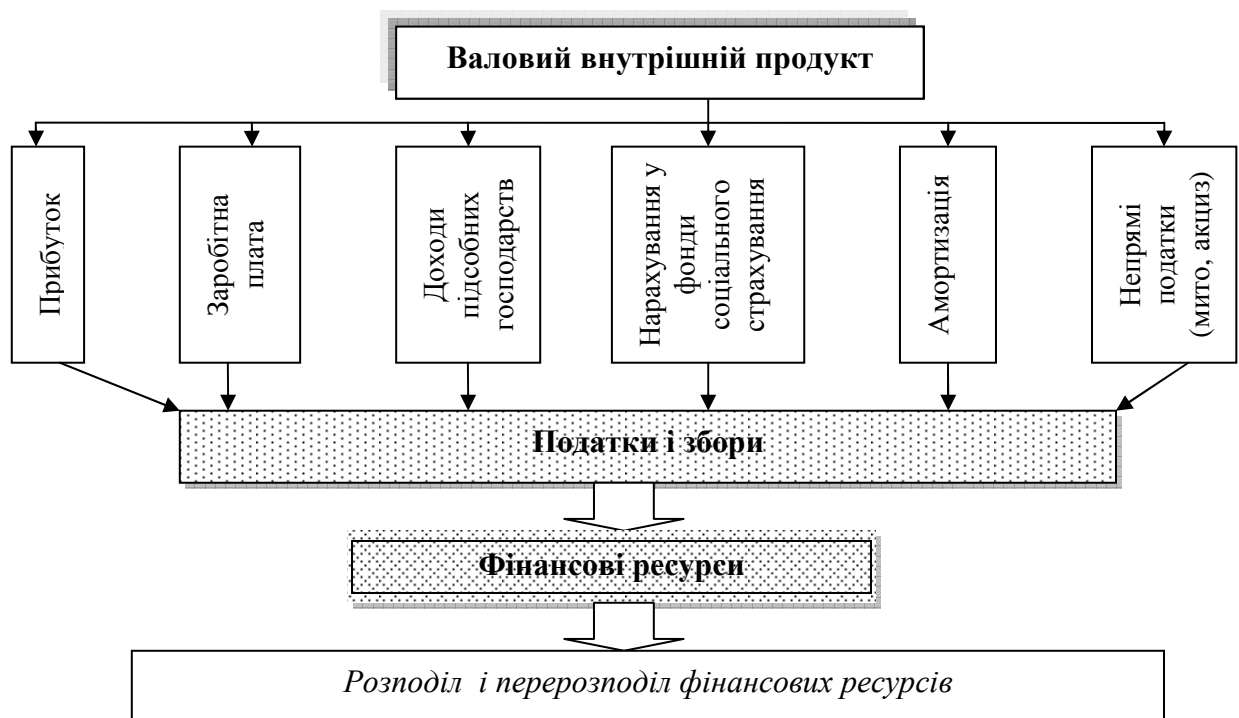 Валовий внутрішній продукт
Прибуток
Заробітна
плата
Доходи
підсобних
господарств
Нарахування у
фонди
соціального
страхування
Амортизація
Непрямі
податки
(мито, акциз)
Податки і збори
Фінансові ресурси
Розподіл і перерозподіл фінансових ресурсів